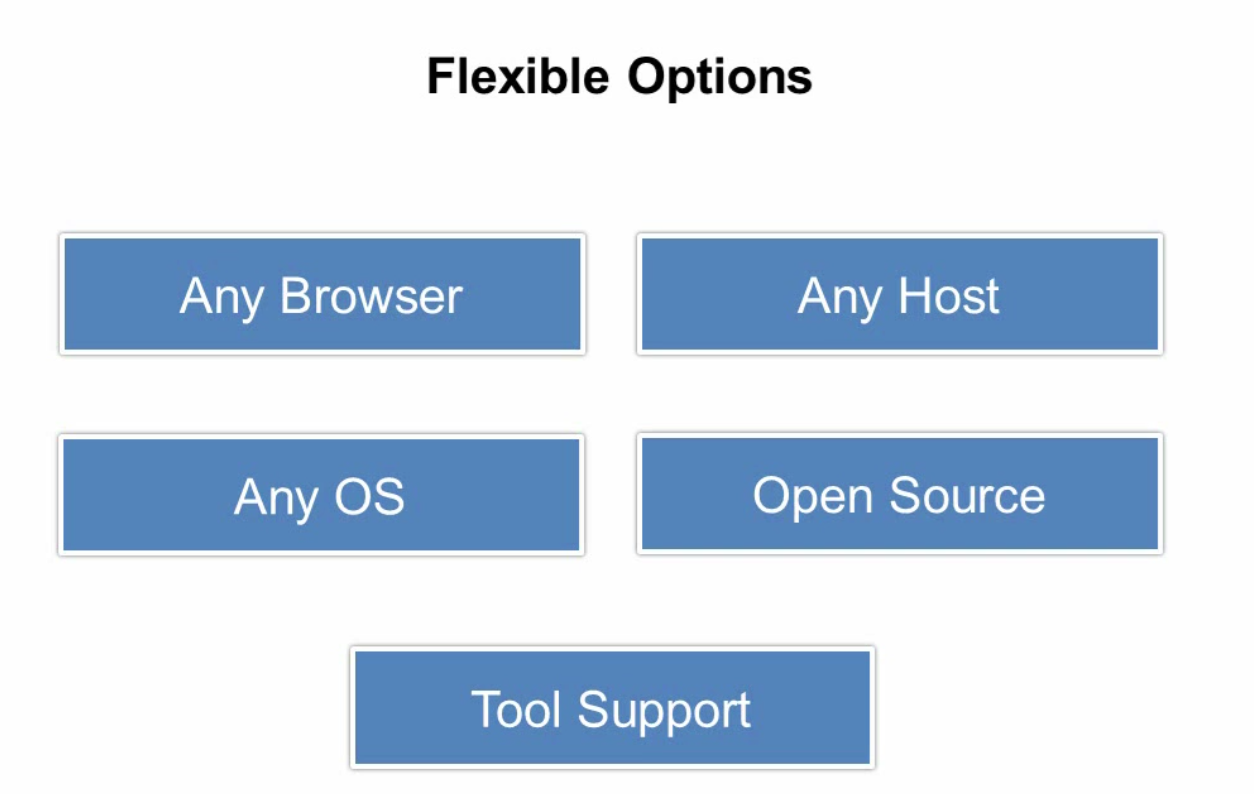 Flexible Options
Any Browser
Any Host
Any OS
Open Source
Tool Support